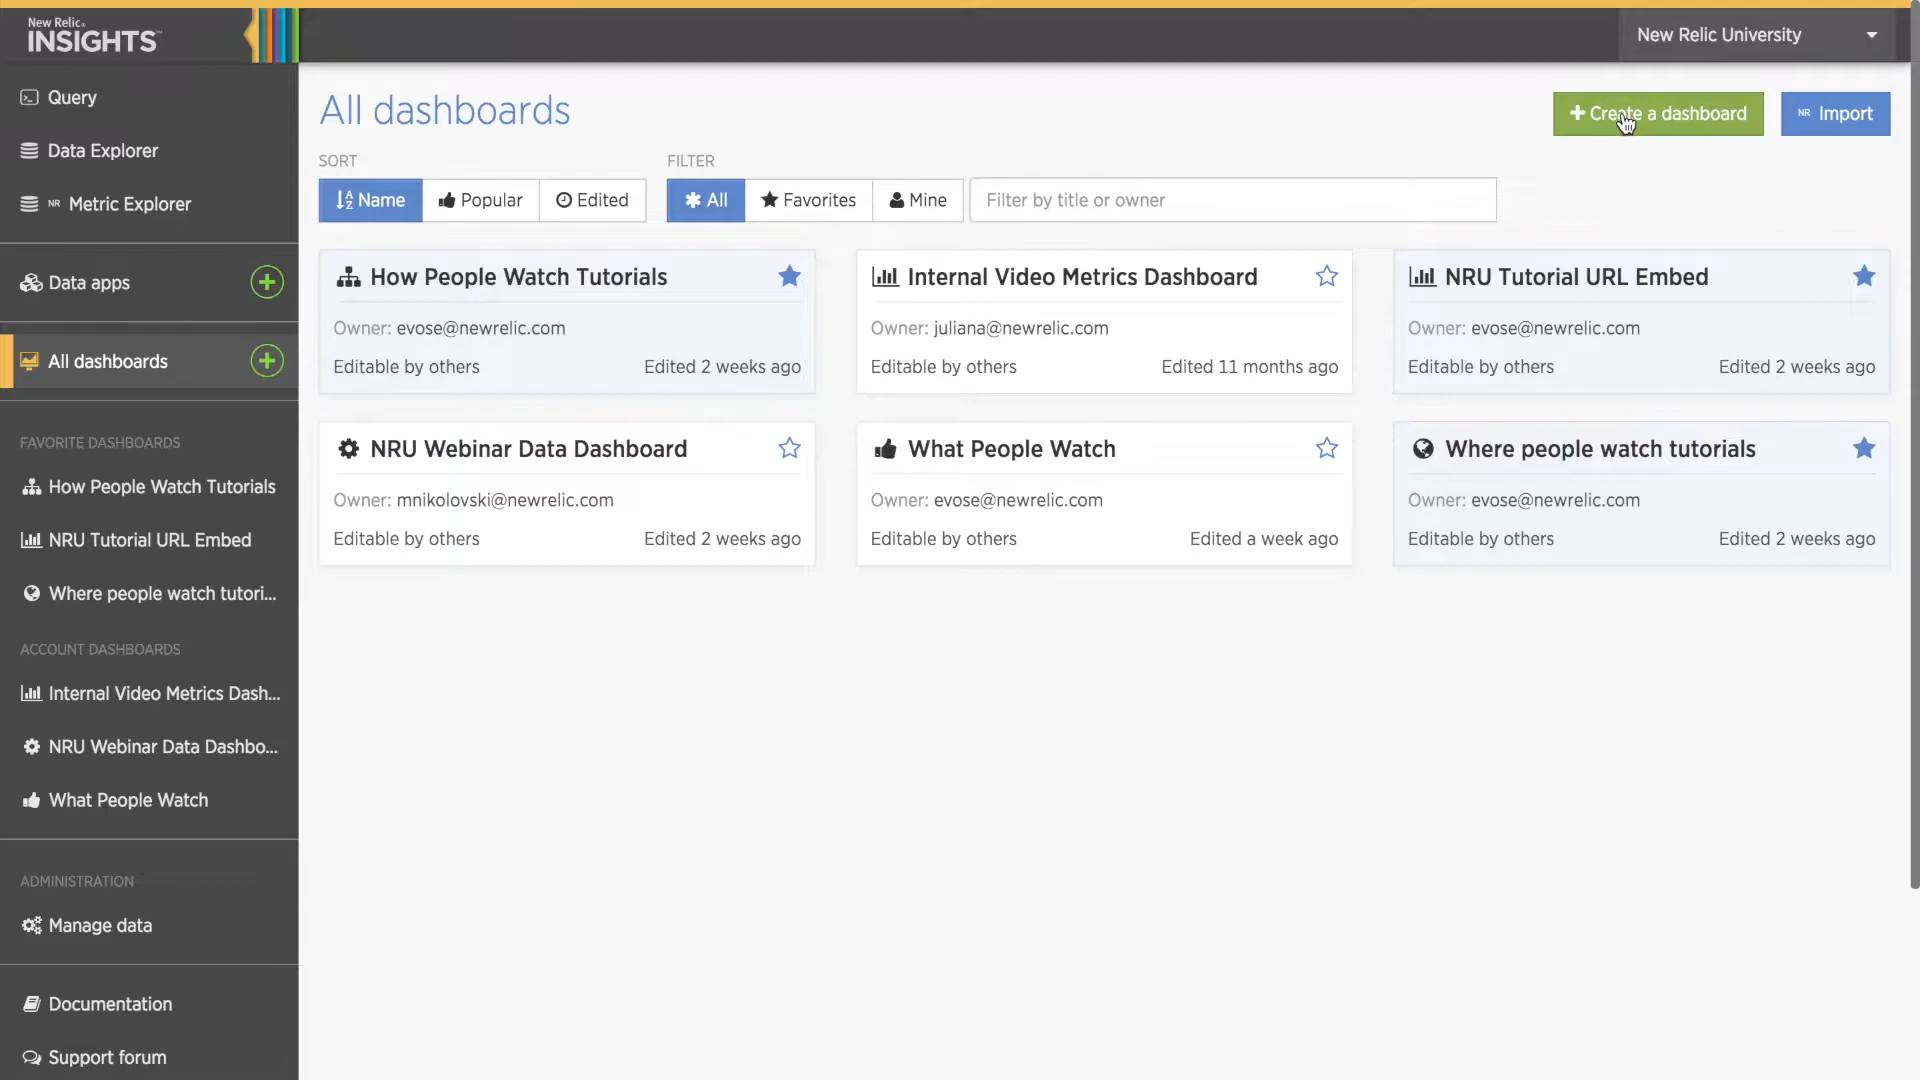 New Relic.
INSIGHTS™
New Relic University
Query
Data Explorer
NR Metric Explorer
Data apps
All dashboards
FAVORITE DASHBOARDS
How People Watch Tutorials
NRU Tutorial URL Embed
Where people watch tutori...
ACCOUNT DASHBOARDS
Internal Video Metrics Dash...
NRU Webinar Data Dashbo...
What People Watch
ADMINISTRATION
Manage data
Documentation
Support forum
All dashboards
Create a dashboard
NR Import
SORT
FILTER
Name
Popular
Edited
All
Favorites
Mine
Filter by title or owner
How People Watch Tutorials
Owner: evose@newrelic.com
Editable by others
Edited 2 weeks ago
Internal Video Metrics Dashboard
Owner: juliana@newrelic.com
Editable by others
Edited 11 months ago
NRU Tutorial URL Embed
Owner: evose@newrelic.com
Editable by others
Edited 2 weeks ago
NRU Webinar Data Dashboard
Owner: mnikolovski@newrelic.com
Editable by others
Edited 2 weeks ago
What People Watch
Owner: evose@newrelic.com
Editable by others
Edited a week ago
Where people watch tutorials
Owner: evose@newrelic.com
Editable by others
Edited 2 weeks ago